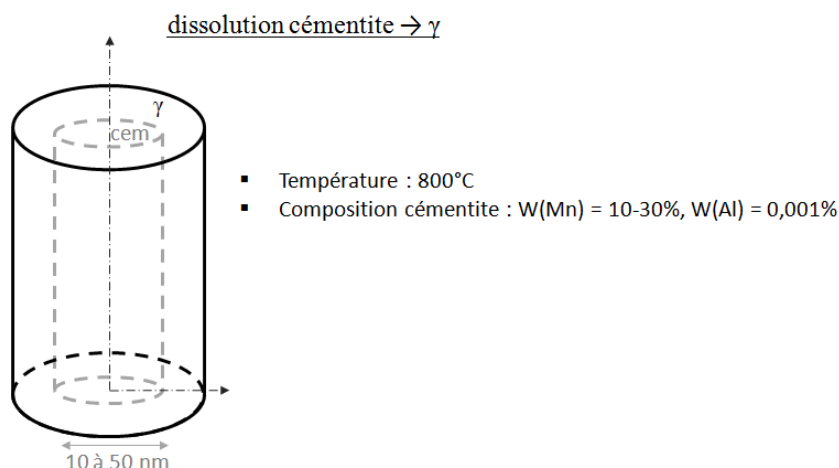 dissolution cémentite → γ
γ
cem
Température : 800°C
Composition cémentite : W(Mn) = 10-30%, W(Al) = 0,001%
10 à 50 nm